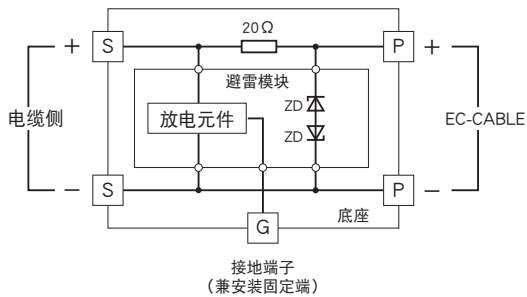 20Ω
+ S P +
避雷模块
ZD
电缆侧 放电元件 EC-CABLE
ZD
− S P −
底座
G
接地端子
（兼安装固定端）